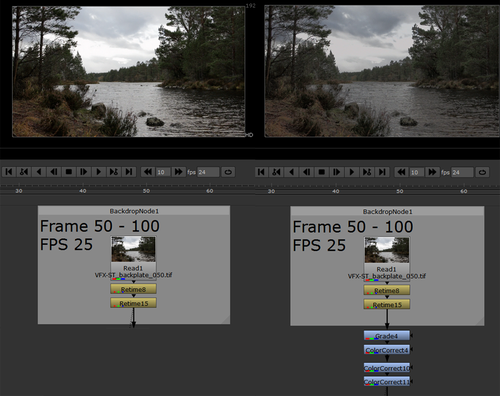 192
HD
10 fps 24
10 fps 24
30 40 50 60
30 40 50 60
BackdropNode1
Frame 50 - 100
FPS 25
Read1
VFX-ST_backplate_050.tif
Retime8
Retime15
BackdropNode1
Frame 50 - 100
FPS 25
Read1
VFX-ST_backplate_050.tif
Retime8
Retime15
Grade4
ColorCorrect4
ColorCorrect10
ColorCorrect11